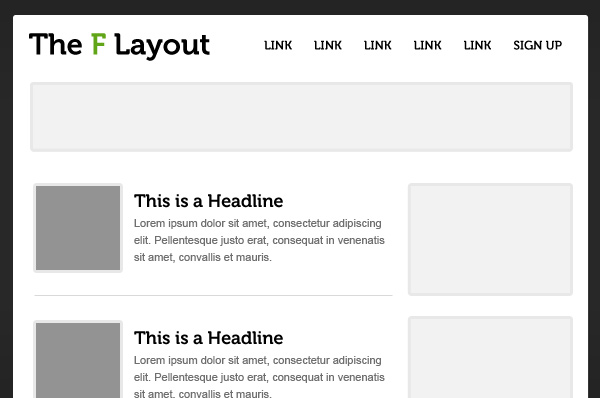 The F Layout
LINK LINK LINK LINK LINK SIGN UP
This is a Headline
Lorem ipsum dolor sit amet, consectetur adipiscing
elit. Pellentesque justo erat, consequat in venenatis
sit amet, convallis et mauris.
This is a Headline
Lorem ipsum dolor sit amet, consectetur adipiscing
elit. Pellentesque justo erat, consequat in venenatis
sit amet, convallis et mauris.